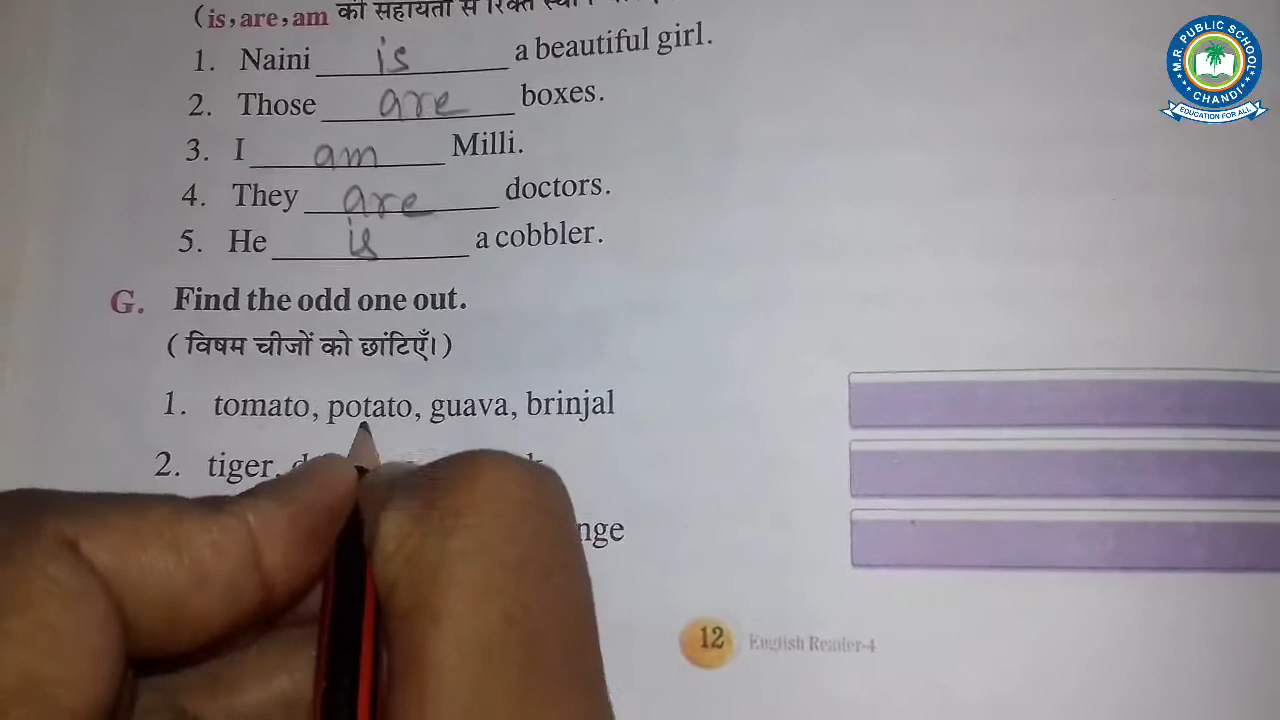 (is, are, am की सहायता से रिक्त
1. Naini is a beautiful girl.
2. Those are boxes.
3. I am Milli.
4. They are doctors.
5. He is a cobbler.
G. Find the odd one out.
(विषम चीजों को छांटिएँ।)
1. tomato, potato, guava, brinjal
2. tiger,
12 English Reader-4
M.R. PUBLIC SCHOOL
CHANDI
EDUCATION FOR ALL